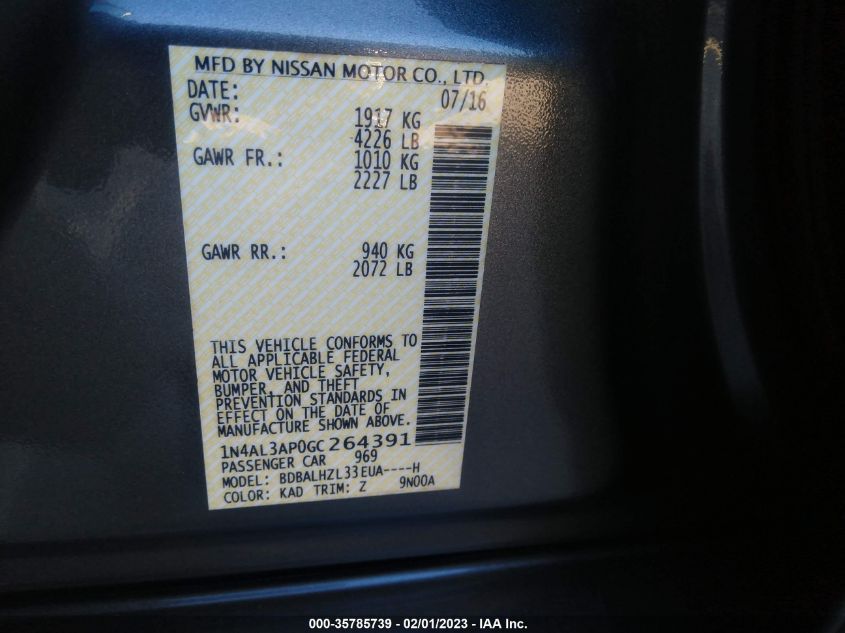 MFD BY NISSAN MOTOR CO., LTD.
DATE: 07/16
GVWR: 1917 KG
4226 LB
GAWR FR.: 1010 KG
2227 LB
GAWR RR.: 940 KG
2072 LB
THIS VEHICLE CONFORMS TO
ALL APPLICABLE FEDERAL
MOTOR VEHICLE SAFETY,
BUMPER, AND THEFT
PREVENTION STANDARDS IN
EFFECT ON THE DATE OF
MANUFACTURE SHOWN ABOVE.
1N4AL3AP0GC264391
PASSENGER CAR 969
MODEL: BDBALHZL33EUA----H
COLOR: KAD TRIM: Z 9N00A
000-35785739 - 02/01/2023 - IAA Inc.